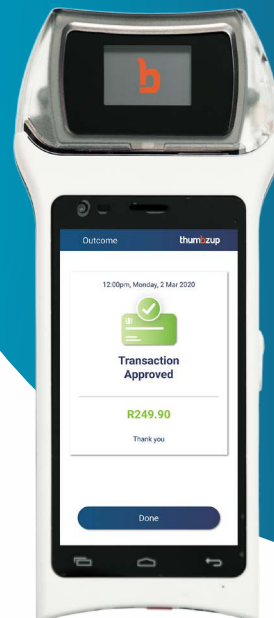 Outcome
thumbzup
12:00pm, Monday, 2 Mar 2020
Transaction
Approved
R249.90
Thank you
Done